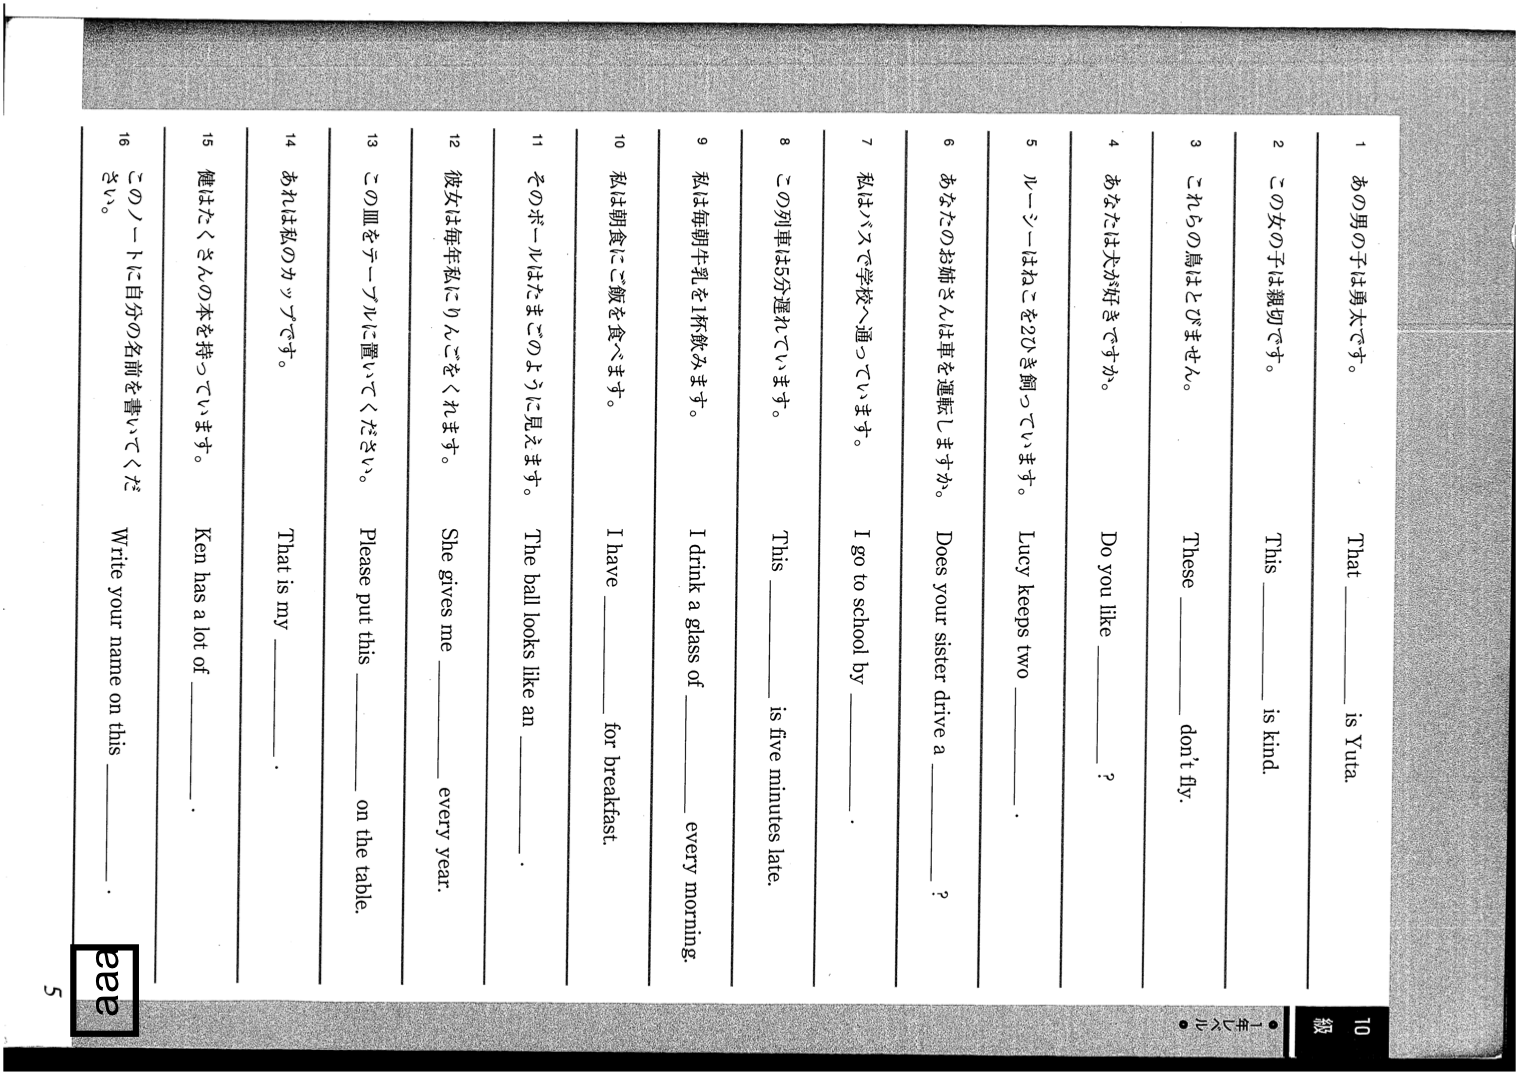 10級
●1年レベル●
1 あの男の子は勇太です。 That ______ is Yuta.
2 この女の子は親切です。 This ______ is kind.
3 これらの鳥はとびません。 These ______ don't fly.
4 あなたは犬が好きですか。 Do you like ______ ?
5 ルーシーはねこを2ひき飼っています。 Lucy keeps two ______ .
6 あなたのお姉さんは車を運転しますか。 Does your sister drive a ______ ?
7 私はバスで学校へ通っています。 I go to school by ______ .
8 この列車は5分遅れています。 This ______ is five minutes late.
9 私は毎朝牛乳を1杯飲みます。 I drink a glass of ______ every morning.
10 私は朝食にご飯を食べます。 I have ______ for breakfast.
11 そのボールはたまごのように見えます。 The ball looks like an ______ .
12 彼女は毎年私にりんごをくれます。 She gives me ______ every year.
13 この皿をテーブルに置いてください。 Please put this ______ on the table.
14 あれは私のカップです。 That is my ______ .
15 健はたくさんの本を持っています。 Ken has a lot of ______ .
16 このノートに自分の名前を書いてくだ
さい。 Write your name on this ______ .
aaa
5